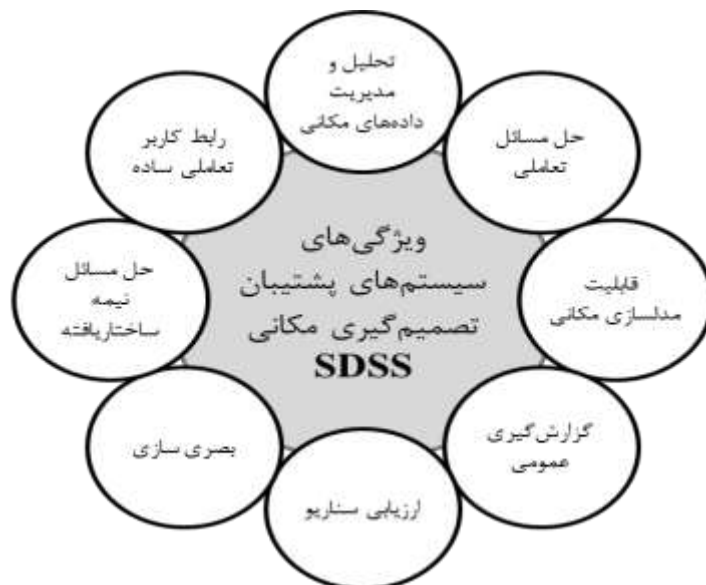 تحلیل و
مدیریت
داده‌های مکانی
حل مسائل
تعاملی
قابلیت
مدلسازی مکانی
گزارش‌گیری
عمومی
ارزیابی سناریو
بصری سازی
حل مسائل
نیمه
ساختاریافته
رابط کاربر
تعاملی ساده
ویژگی‌های
سیستم‌های پشتیبان
تصمیم‌گیری مکانی
SDSS